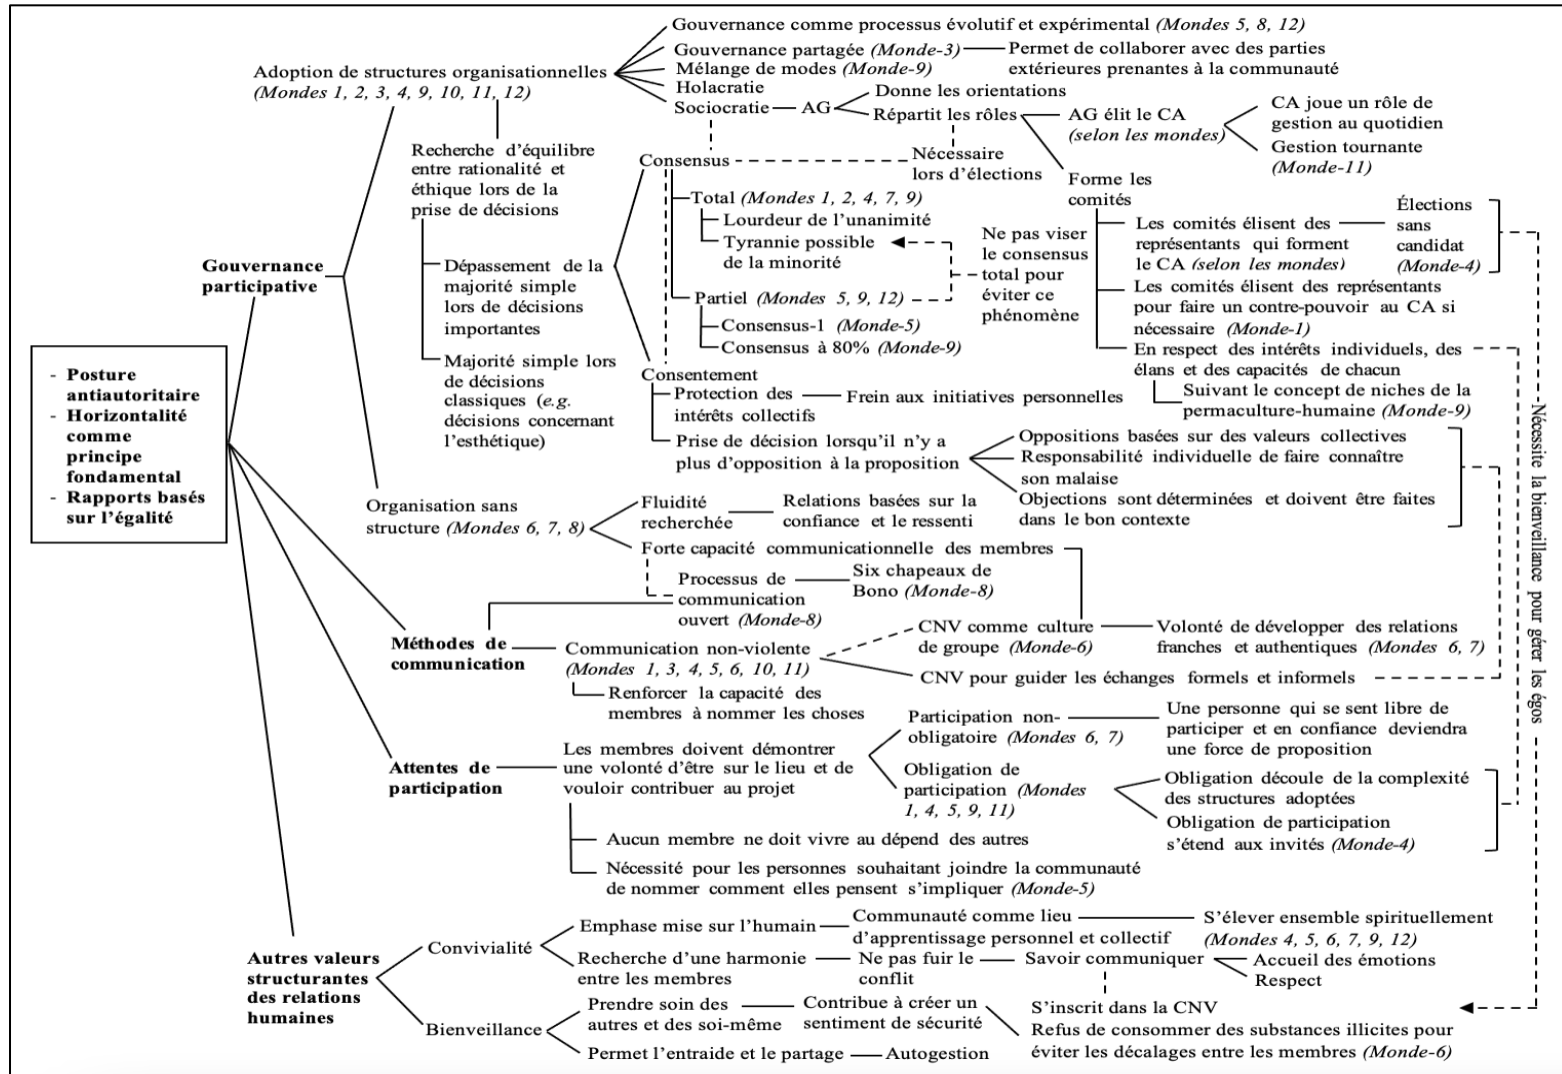 - Posture
antiautoritaire
- Horizontalité
comme
principe
fondamental
- Rapports basés
sur l'égalité
Gouvernance
participative
Adoption de structures organisationnelles
(Mondes 1, 2, 3, 4, 9, 10, 11, 12)
Gouvernance comme processus évolutif et expérimental (Mondes 5, 8, 12)
Gouvernance partagée (Monde-3)
Permet de collaborer avec des parties
extérieures prenantes à la communauté
Mélange de modes (Monde-9)
Holacratie
Sociocratie
AG
Donne les orientations
Répartit les rôles
AG élit le CA
(selon les mondes)
CA joue un rôle de
gestion au quotidien
Gestion tournante
(Monde-11)
Forme les
comités
Les comités élisent des
représentants qui forment
le CA (selon les mondes)
Élections
sans
candidat
(Monde-4)
Les comités élisent des représentants
pour faire un contre-pouvoir au CA si
nécessaire (Monde-1)
En respect des intérêts individuels, des
élans et des capacités de chacun
Suivant le concept de niches de la
permaculture-humaine (Monde-9)
Recherche d'équilibre
entre rationalité et
éthique lors de la
prise de décisions
Dépassement de la
majorité simple
lors de décisions
importantes
Majorité simple lors
de décisions
classiques (e.g.
décisions concernant
l'esthétique)
Consensus
Nécessaire
lors d'élections
Total (Mondes 1, 2, 4, 7, 9)
Lourdeur de l'unanimité
Tyrannie possible
de la minorité
Ne pas viser
le consensus
total pour
éviter ce
phénomène
Partiel (Mondes 5, 9, 12)
Consensus-1 (Monde-5)
Consensus à 80% (Monde-9)
Consentement
Protection des
intérêts collectifs
Frein aux initiatives personnelles
Prise de décision lorsqu'il n'y a
plus d'opposition à la proposition
Oppositions basées sur des valeurs collectives
Responsabilité individuelle de faire connaître
son malaise
Objections sont déterminées et doivent être faites
dans le bon contexte
Organisation sans
structure (Mondes 6, 7, 8)
Fluidité
recherchée
Relations basées sur la
confiance et le ressenti
Forte capacité communicationnelle des membres
Méthodes de
communication
Processus de
communication
ouvert (Monde-8)
Six chapeaux de
Bono (Monde-8)
Communication non-violente
(Mondes 1, 3, 4, 5, 6, 10, 11)
Renforcer la capacité des
membres à nommer les choses
CNV comme culture
de groupe (Monde-6)
Volonté de développer des relations
franches et authentiques (Mondes 6, 7)
CNV pour guider les échanges formels et informels
Attentes de
participation
Les membres doivent démontrer
une volonté d'être sur le lieu et de
vouloir contribuer au projet
Participation non-
obligatoire (Mondes 6, 7)
Une personne qui se sent libre de
participer et en confiance deviendra
une force de proposition
Obligation de
participation (Mondes
1, 4, 5, 9, 11)
Obligation découle de la complexité
des structures adoptées
Obligation de participation
s'étend aux invités (Monde-4)
Aucun membre ne doit vivre au dépend des autres
Nécessité pour les personnes souhaitant joindre la communauté
de nommer comment elles pensent s'impliquer (Monde-5)
Autres valeurs
structurantes
des relations
humaines
Convivialité
Emphase mise sur l'humain
Communauté comme lieu
d'apprentissage personnel et collectif
S'élever ensemble spirituellement
(Mondes 4, 5, 6, 7, 9, 12)
Recherche d'une harmonie
entre les membres
Ne pas fuir le
conflit
Savoir communiquer
Accueil des émotions
Respect
S'inscrit dans la CNV
Bienveillance
Prendre soin des
autres et des soi-même
Contribue à créer un
sentiment de sécurité
Refus de consommer des substances illicites pour
éviter les décalages entre les membres (Monde-6)
Permet l'entraide et le partage
Autogestion
Nécessite la bienveillance pour gérer les égos